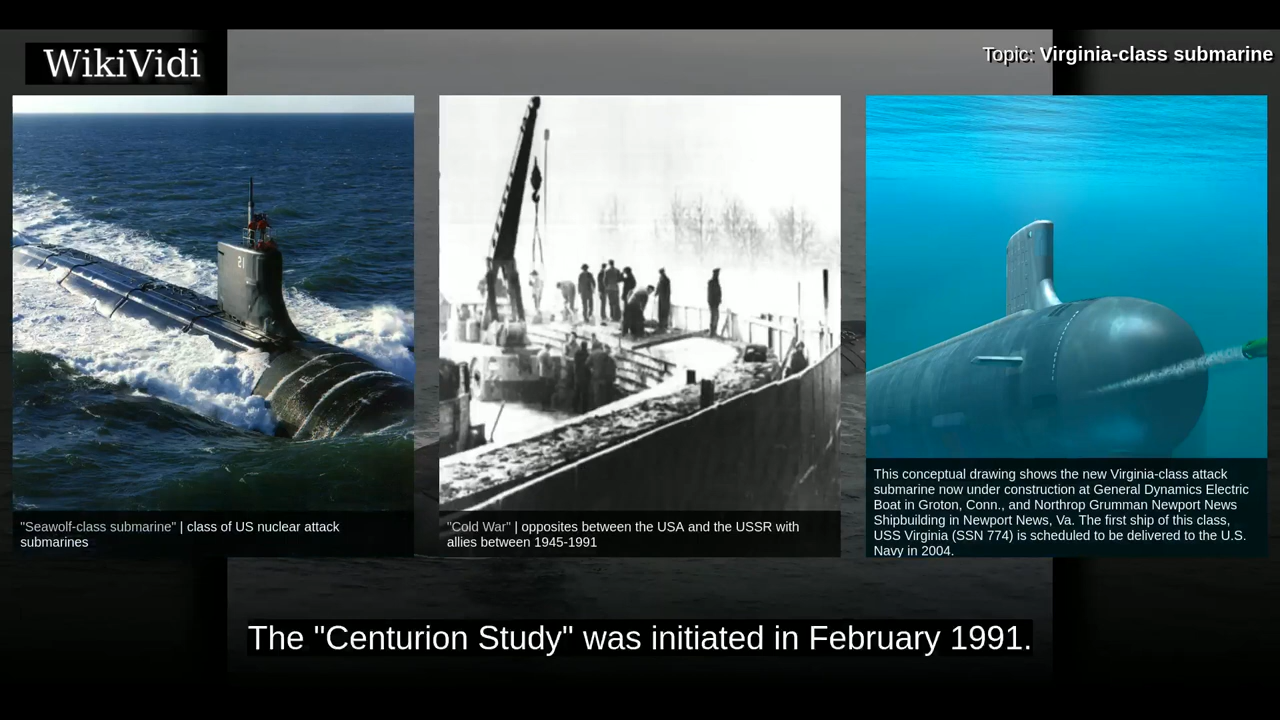 WikiVidi
Topic: Virginia-class submarine
21
"Seawolf-class submarine" | class of US nuclear attack
submarines
"Cold War" | opposites between the USA and the USSR with
allies between 1945-1991
This conceptual drawing shows the new Virginia-class attack
submarine now under construction at General Dynamics Electric
Boat in Groton, Conn., and Northrop Grumman Newport News
Shipbuilding in Newport News, Va. The first ship of this class,
USS Virginia (SSN 774) is scheduled to be delivered to the U.S.
Navy in 2004.
The "Centurion Study" was initiated in February 1991.